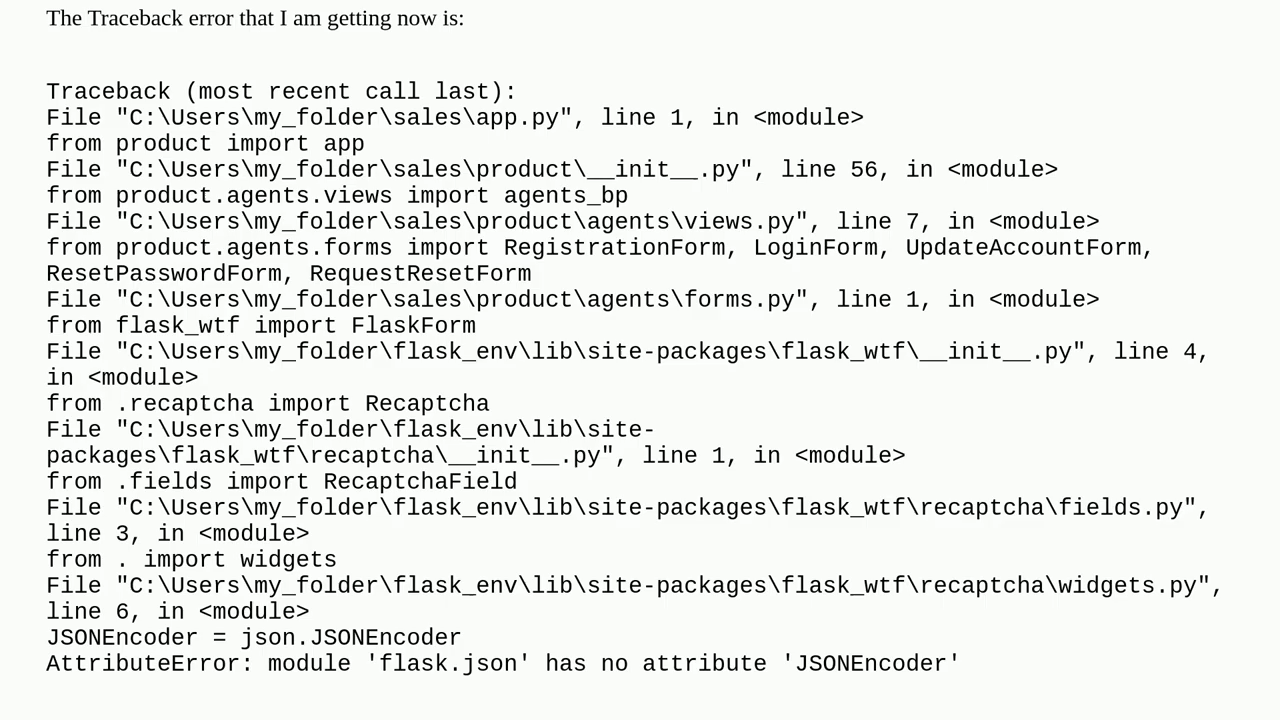 The Traceback error that I am getting now is:
Traceback (most recent call last):
File "C:\Users\my_folder\sales\app.py", line 1, in <module>
from product import app
File "C:\Users\my_folder\sales\product\__init__.py", line 56, in <module>
from product.agents.views import agents_bp
File "C:\Users\my_folder\sales\product\agents\views.py", line 7, in <module>
from product.agents.forms import RegistrationForm, LoginForm, UpdateAccountForm,
ResetPasswordForm, RequestResetForm
File "C:\Users\my_folder\sales\product\agents\forms.py", line 1, in <module>
from flask_wtf import FlaskForm
File "C:\Users\my_folder\flask_env\lib\site-packages\flask_wtf\__init__.py", line 4,
in <module>
from .recaptcha import Recaptcha
File "C:\Users\my_folder\flask_env\lib\site-
packages\flask_wtf\recaptcha\__init__.py", line 1, in <module>
from .fields import RecaptchaField
File "C:\Users\my_folder\flask_env\lib\site-packages\flask_wtf\recaptcha\fields.py",
line 3, in <module>
from . import widgets
File "C:\Users\my_folder\flask_env\lib\site-packages\flask_wtf\recaptcha\widgets.py",
line 6, in <module>
JSONEncoder = json.JSONEncoder
AttributeError: module 'flask.json' has no attribute 'JSONEncoder'